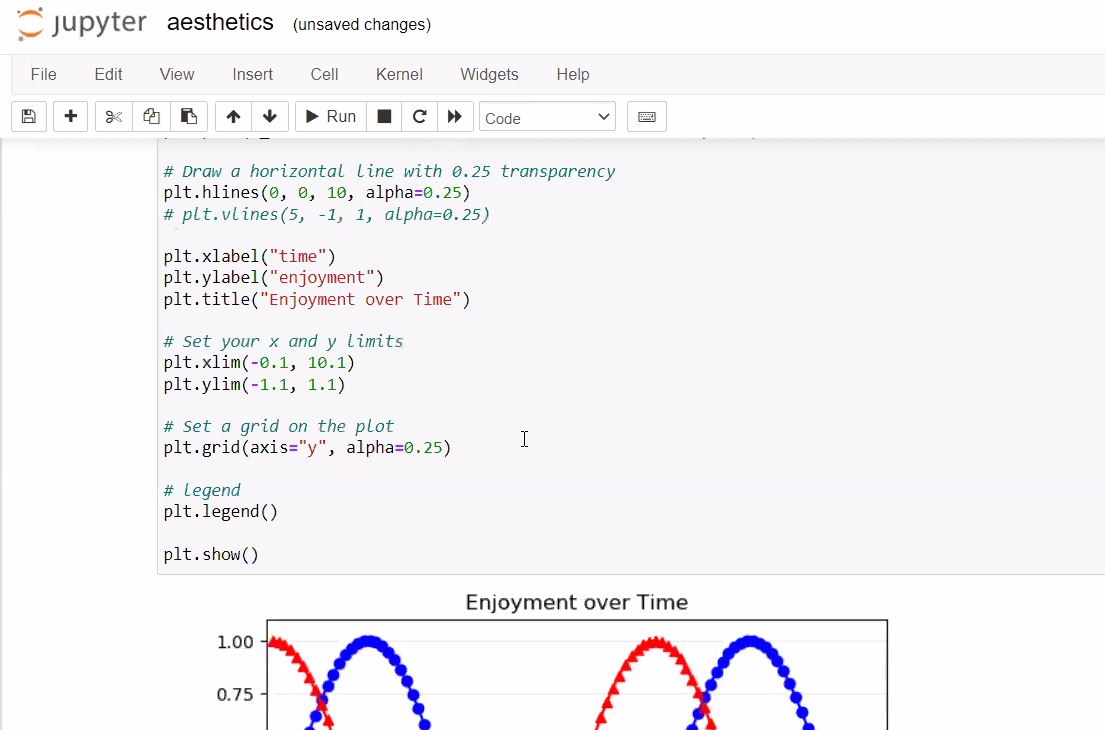 jupyter aesthetics (unsaved changes)
File Edit View Insert Cell Kernel Widgets Help
Run Code
# Draw a horizontal line with 0.25 transparency
plt.hlines(0, 0, 10, alpha=0.25)
# plt.vlines(5, -1, 1, alpha=0.25)
plt.xlabel("time")
plt.ylabel("enjoyment")
plt.title("Enjoyment over Time")
# Set your x and y limits
plt.xlim(-0.1, 10.1)
plt.ylim(-1.1, 1.1)
# Set a grid on the plot
plt.grid(axis="y", alpha=0.25)
# legend
plt.legend()
plt.show()
Enjoyment over Time
1.00
0.75